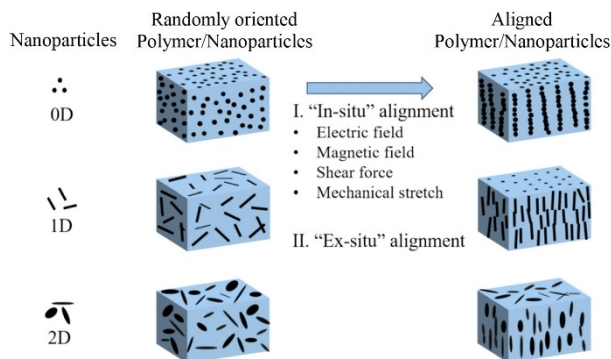 Nanoparticles
Randomly oriented
Polymer/Nanoparticles
Aligned
Polymer/Nanoparticles
0D
I. “In-situ” alignment
• Electric field
• Magnetic field
• Shear force
• Mechanical stretch
1D
II. “Ex-situ” alignment
2D